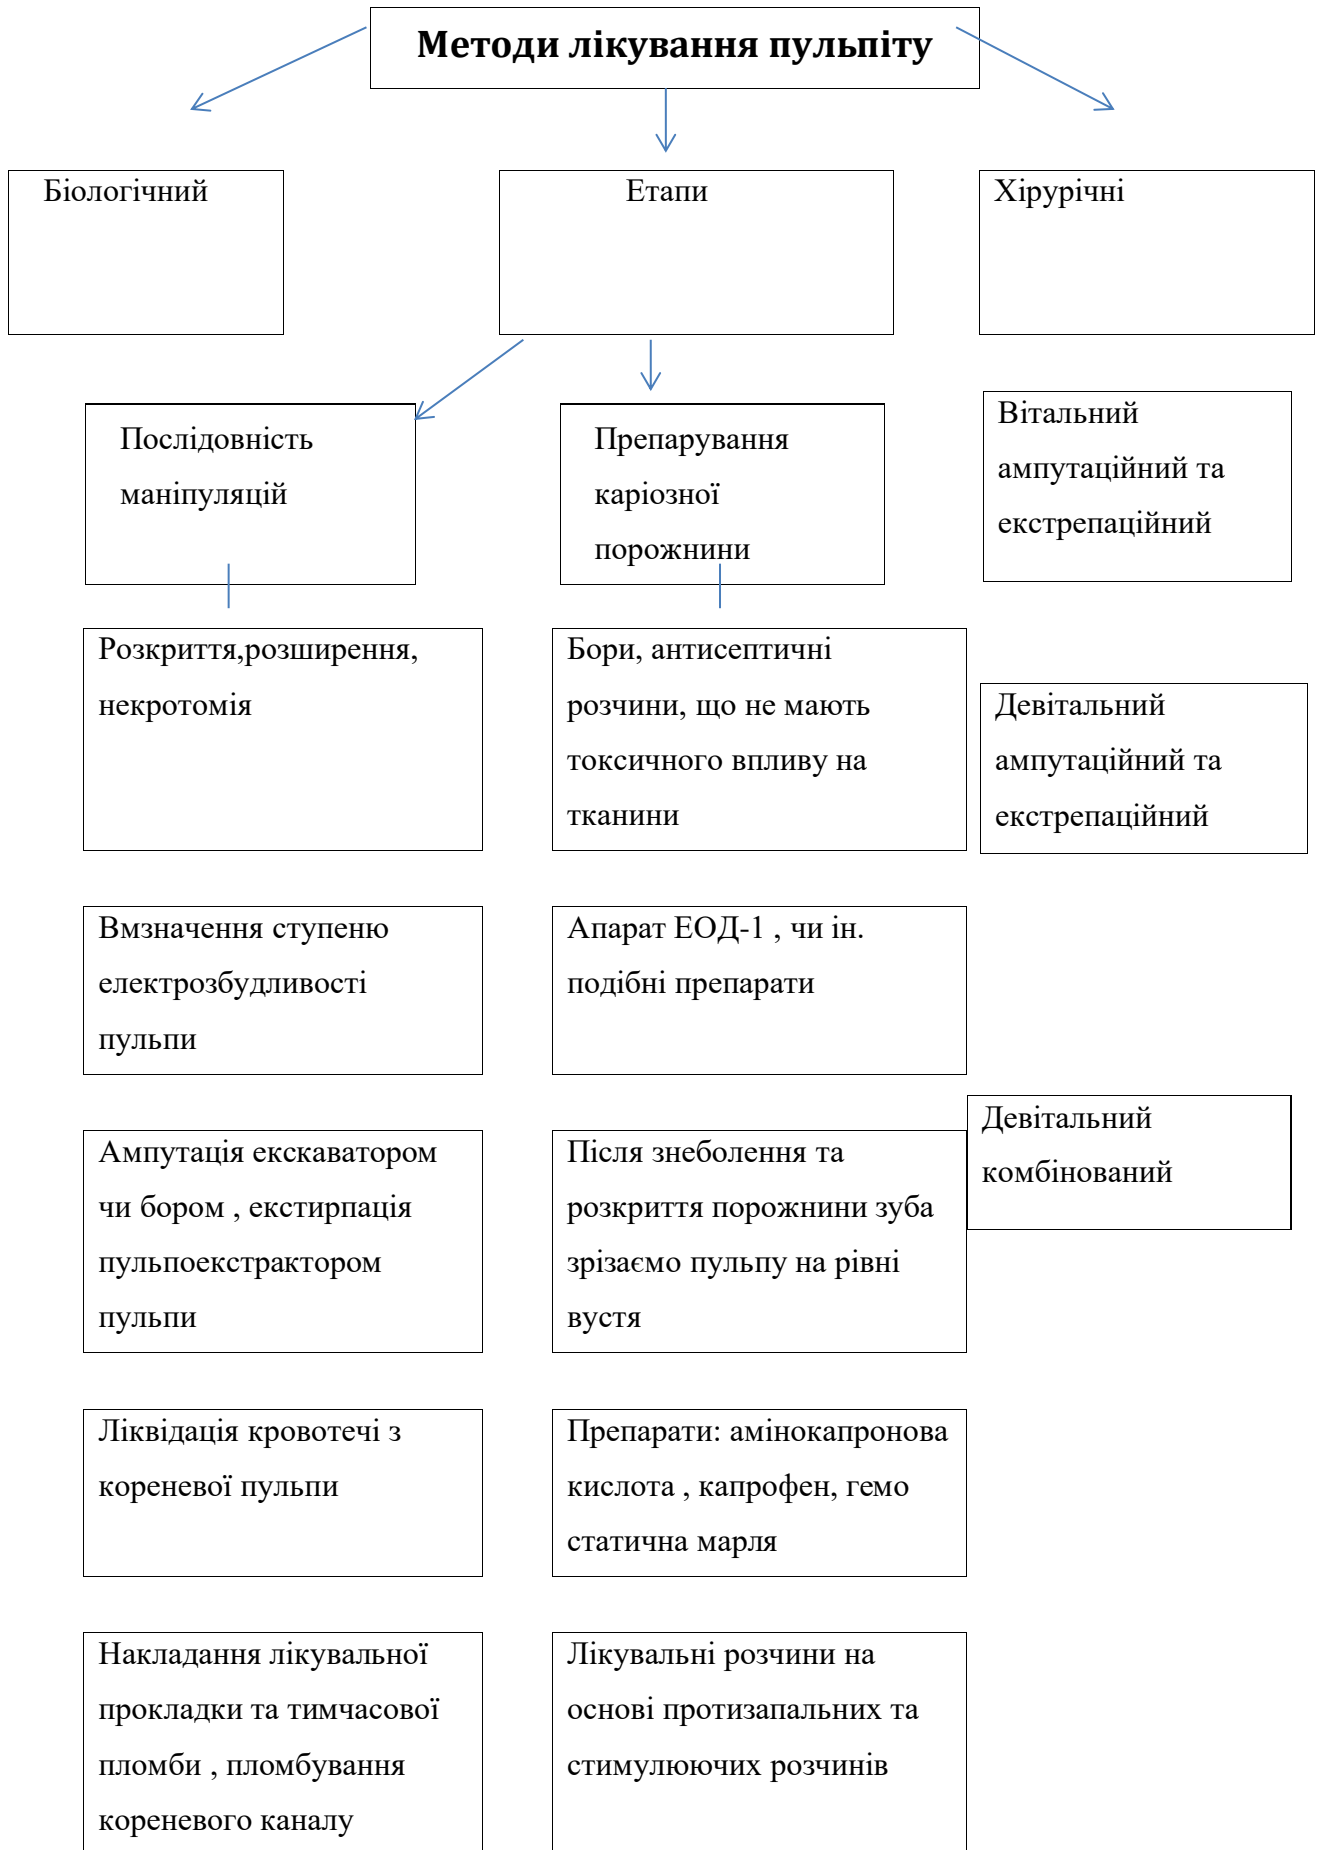 Методи лікування пульпіту
Біологічний
Етапи
Хірурічні
Послідовність
маніпуляцій
Препарування
каріозної
порожнини
Вітальний
ампутаційний та
екстрепаційний
Розкриття,розширення,
некротомія
Бори, антисептичні
розчини, що не мають
токсичного впливу на
тканини
Девітальний
ампутаційний та
екстрепаційний
Вмзначення ступеню
електрозбудливості
пульпи
Апарат ЕОД-1 , чи ін.
подібні препарати
Девітальний
комбінований
Ампутація екскаватором
чи бором , екстирпація
пульпоекстрактором
пульпи
Після знеболення та
розкриття порожнини зуба
зрізаємо пульпу на рівні
вустя
Ліквідація кровотечі з
кореневої пульпи
Препарати: амінокапронова
кислота , капрофен, гемо
статична марля
Накладання лікувальної
прокладки та тимчасової
пломби , пломбування
кореневого каналу
Лікувальні розчини на
основі протизапальних та
стимулюючих розчинів